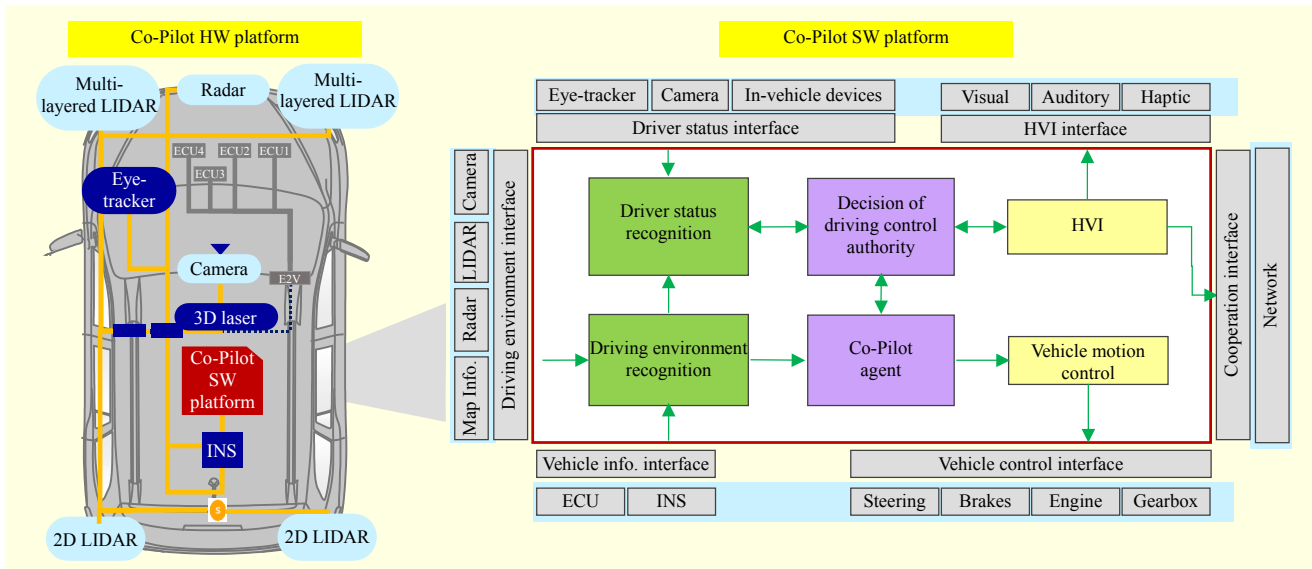 Co-Pilot HW platform
Multi-
layered LIDAR
Radar
Multi-
layered LIDAR
ECU4
ECU2
ECU1
ECU3
Eye-
tracker
Camera
E2V
3D laser
Co-Pilot
SW
platform
INS
S
2D LIDAR
2D LIDAR
Co-Pilot SW platform
Eye-tracker
Camera
In-vehicle devices
Driver status interface
Visual
Auditory
Haptic
HVI interface
Camera
LIDAR
Radar
Map Info.
Driving environment interface
Driver status
recognition
Decision of
driving control
authority
HVI
Driving environment
recognition
Co-Pilot
agent
Vehicle motion
control
Cooperation interface
Network
Vehicle info. interface
ECU
INS
Vehicle control interface
Steering
Brakes
Engine
Gearbox